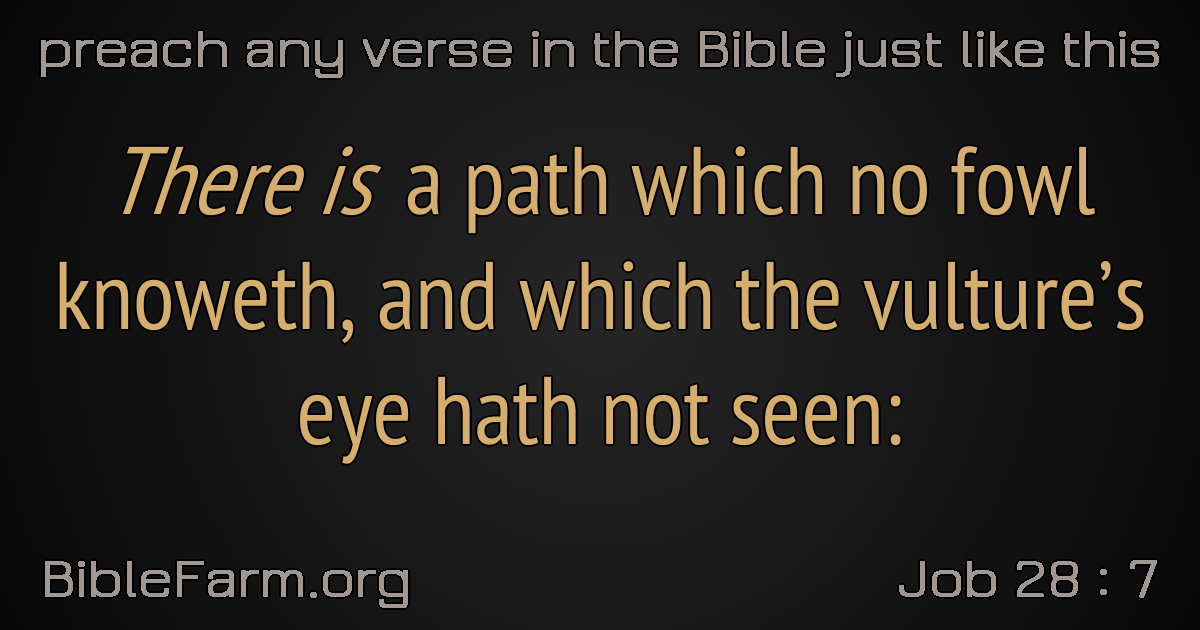 preach any verse in the Bible just like this
There is a path which no fowl
knoweth, and which the vulture’s
eye hath not seen:
BibleFarm.org
Job 28 : 7